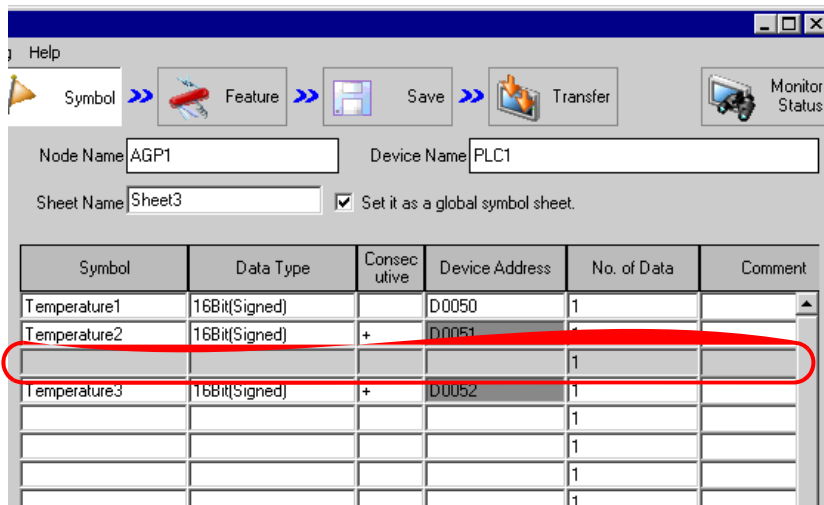 Help
Symbol Feature Save Transfer Monitor Status
Node Name AGP1 Device Name PLC1
Sheet Name Sheet3 Set it as a global symbol sheet.
Symbol Data Type Consecutive Device Address No. of Data Comment
Temperature1 16Bit(Signed) D0050 1
Temperature2 16Bit(Signed) + D0051 1
1
Temperature3 16Bit(Signed) + D0052 1
1
1
1
1